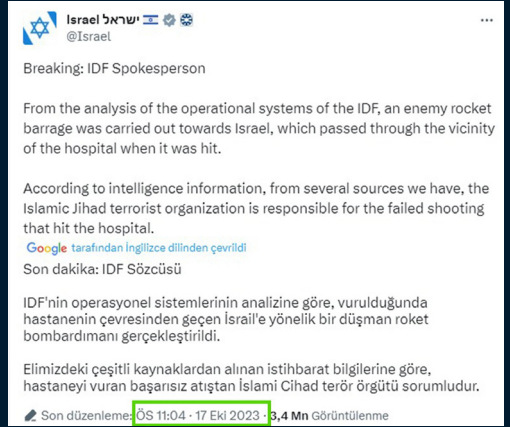 Israel ישראל
@Israel
Breaking: IDF Spokesperson
From the analysis of the operational systems of the IDF, an enemy rocket
barrage was carried out towards Israel, which passed through the vicinity
of the hospital when it was hit.
According to intelligence information, from several sources we have, the
Islamic Jihad terrorist organization is responsible for the failed shooting
that hit the hospital.
Google tarafından İngilizce dilinden çevrildi
Son dakika: IDF Sözcüsü
IDF'nin operasyonel sistemlerinin analizine göre, vurulduğunda
hastanenin çevresinden geçen İsrail'e yönelik bir düşman roket
bombardımanı gerçekleştirildi.
Elimizdeki çeşitli kaynaklardan alınan istihbarat bilgilerine göre,
hastaneyi vuran başarısız atıştan İslami Cihad terör örgütü sorumludur.
Son düzenleme: ÖS 11:04 · 17 Eki 2023 · 3,4 Mn Görüntülenme